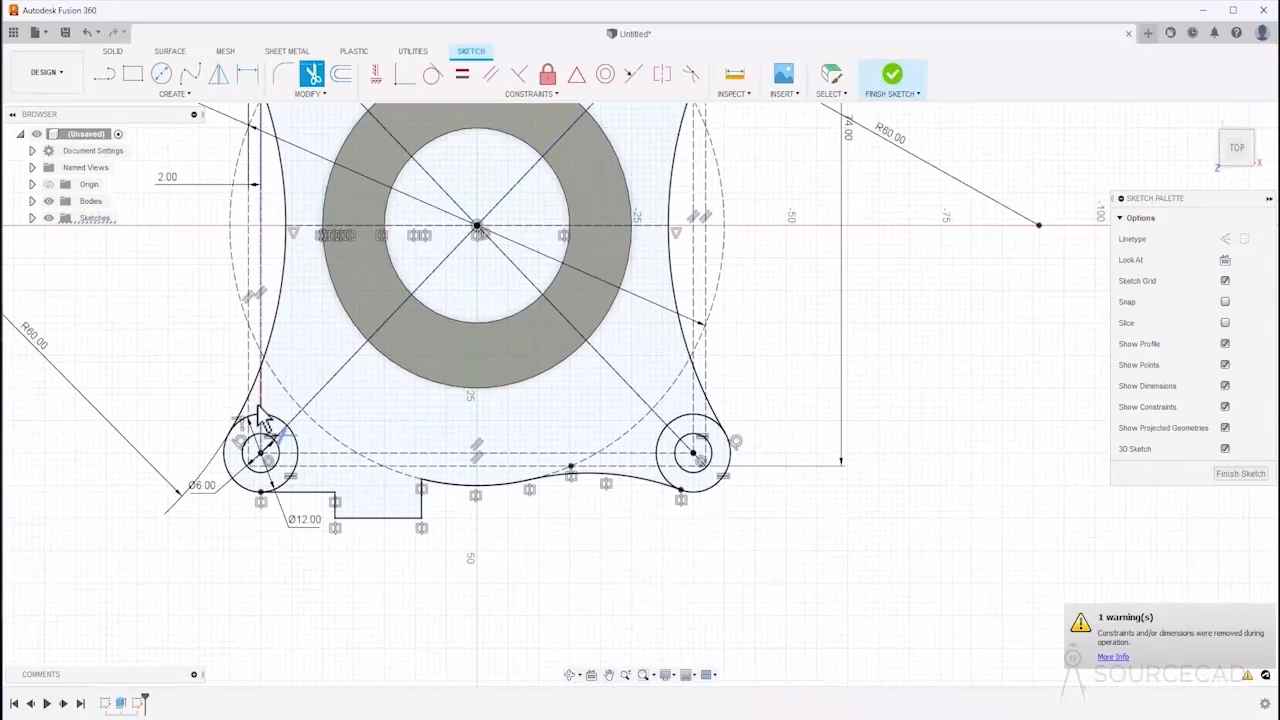 Autodesk Fusion 360
Untitled*
SOLID SURFACE MESH SHEET METAL PLASTIC UTILITIES SKETCH
DESIGN
CREATE MODIFY CONSTRAINTS INSPECT INSERT SELECT FINISH SKETCH
BROWSER
(Unsaved)
Document Settings
Named Views
Origin
Bodies
Sketches
2.00
R60.00
74.00
R60.00
-25
-50
-75
-100
25
50
Ø6.00
Ø12.00
TOP
Z
X
SKETCH PALETTE
Options
Linetype
Look At
Sketch Grid
Snap
Slice
Show Profile
Show Points
Show Dimensions
Show Constraints
Show Projected Geometries
3D Sketch
Finish Sketch
1 warning(s)
Constraints and/or dimensions were removed during
operation.
More Info
SOURCECAD
COMMENTS